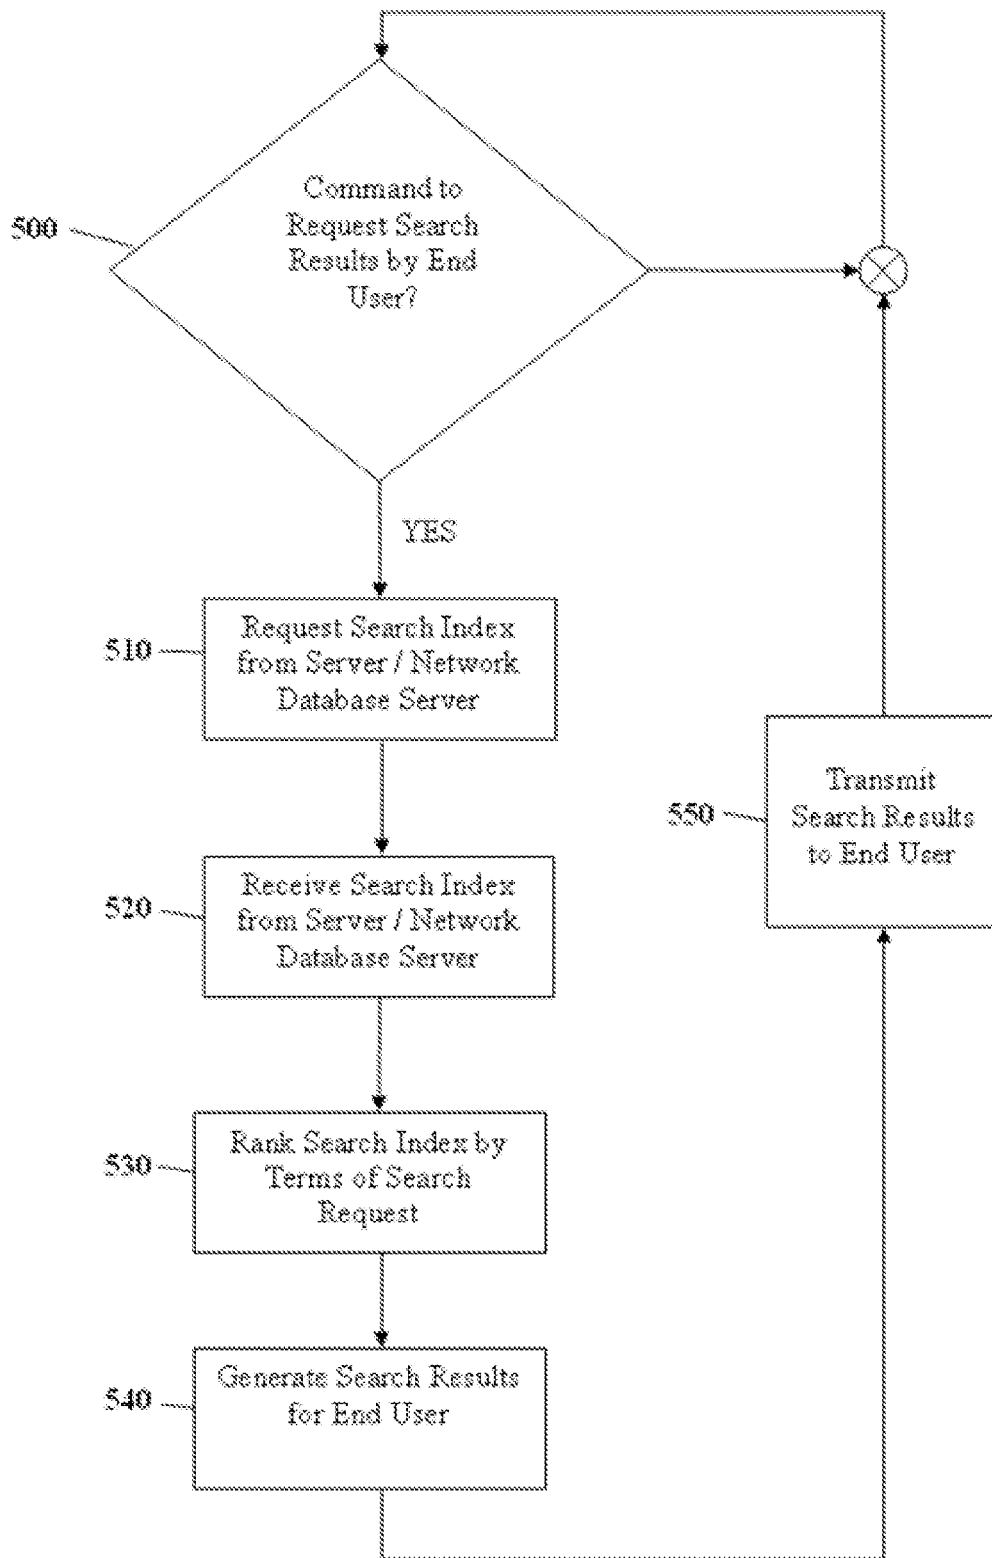 500
Command to
Request Search
Results by End
User?
YES
510
Request Search Index
from Server / Network
Database Server
520
Receive Search Index
from Server / Network
Database Server
530
Rank Search Index by
Terms of Search
Request
540
Generate Search Results
for End User
550
Transmit
Search Results
to End User